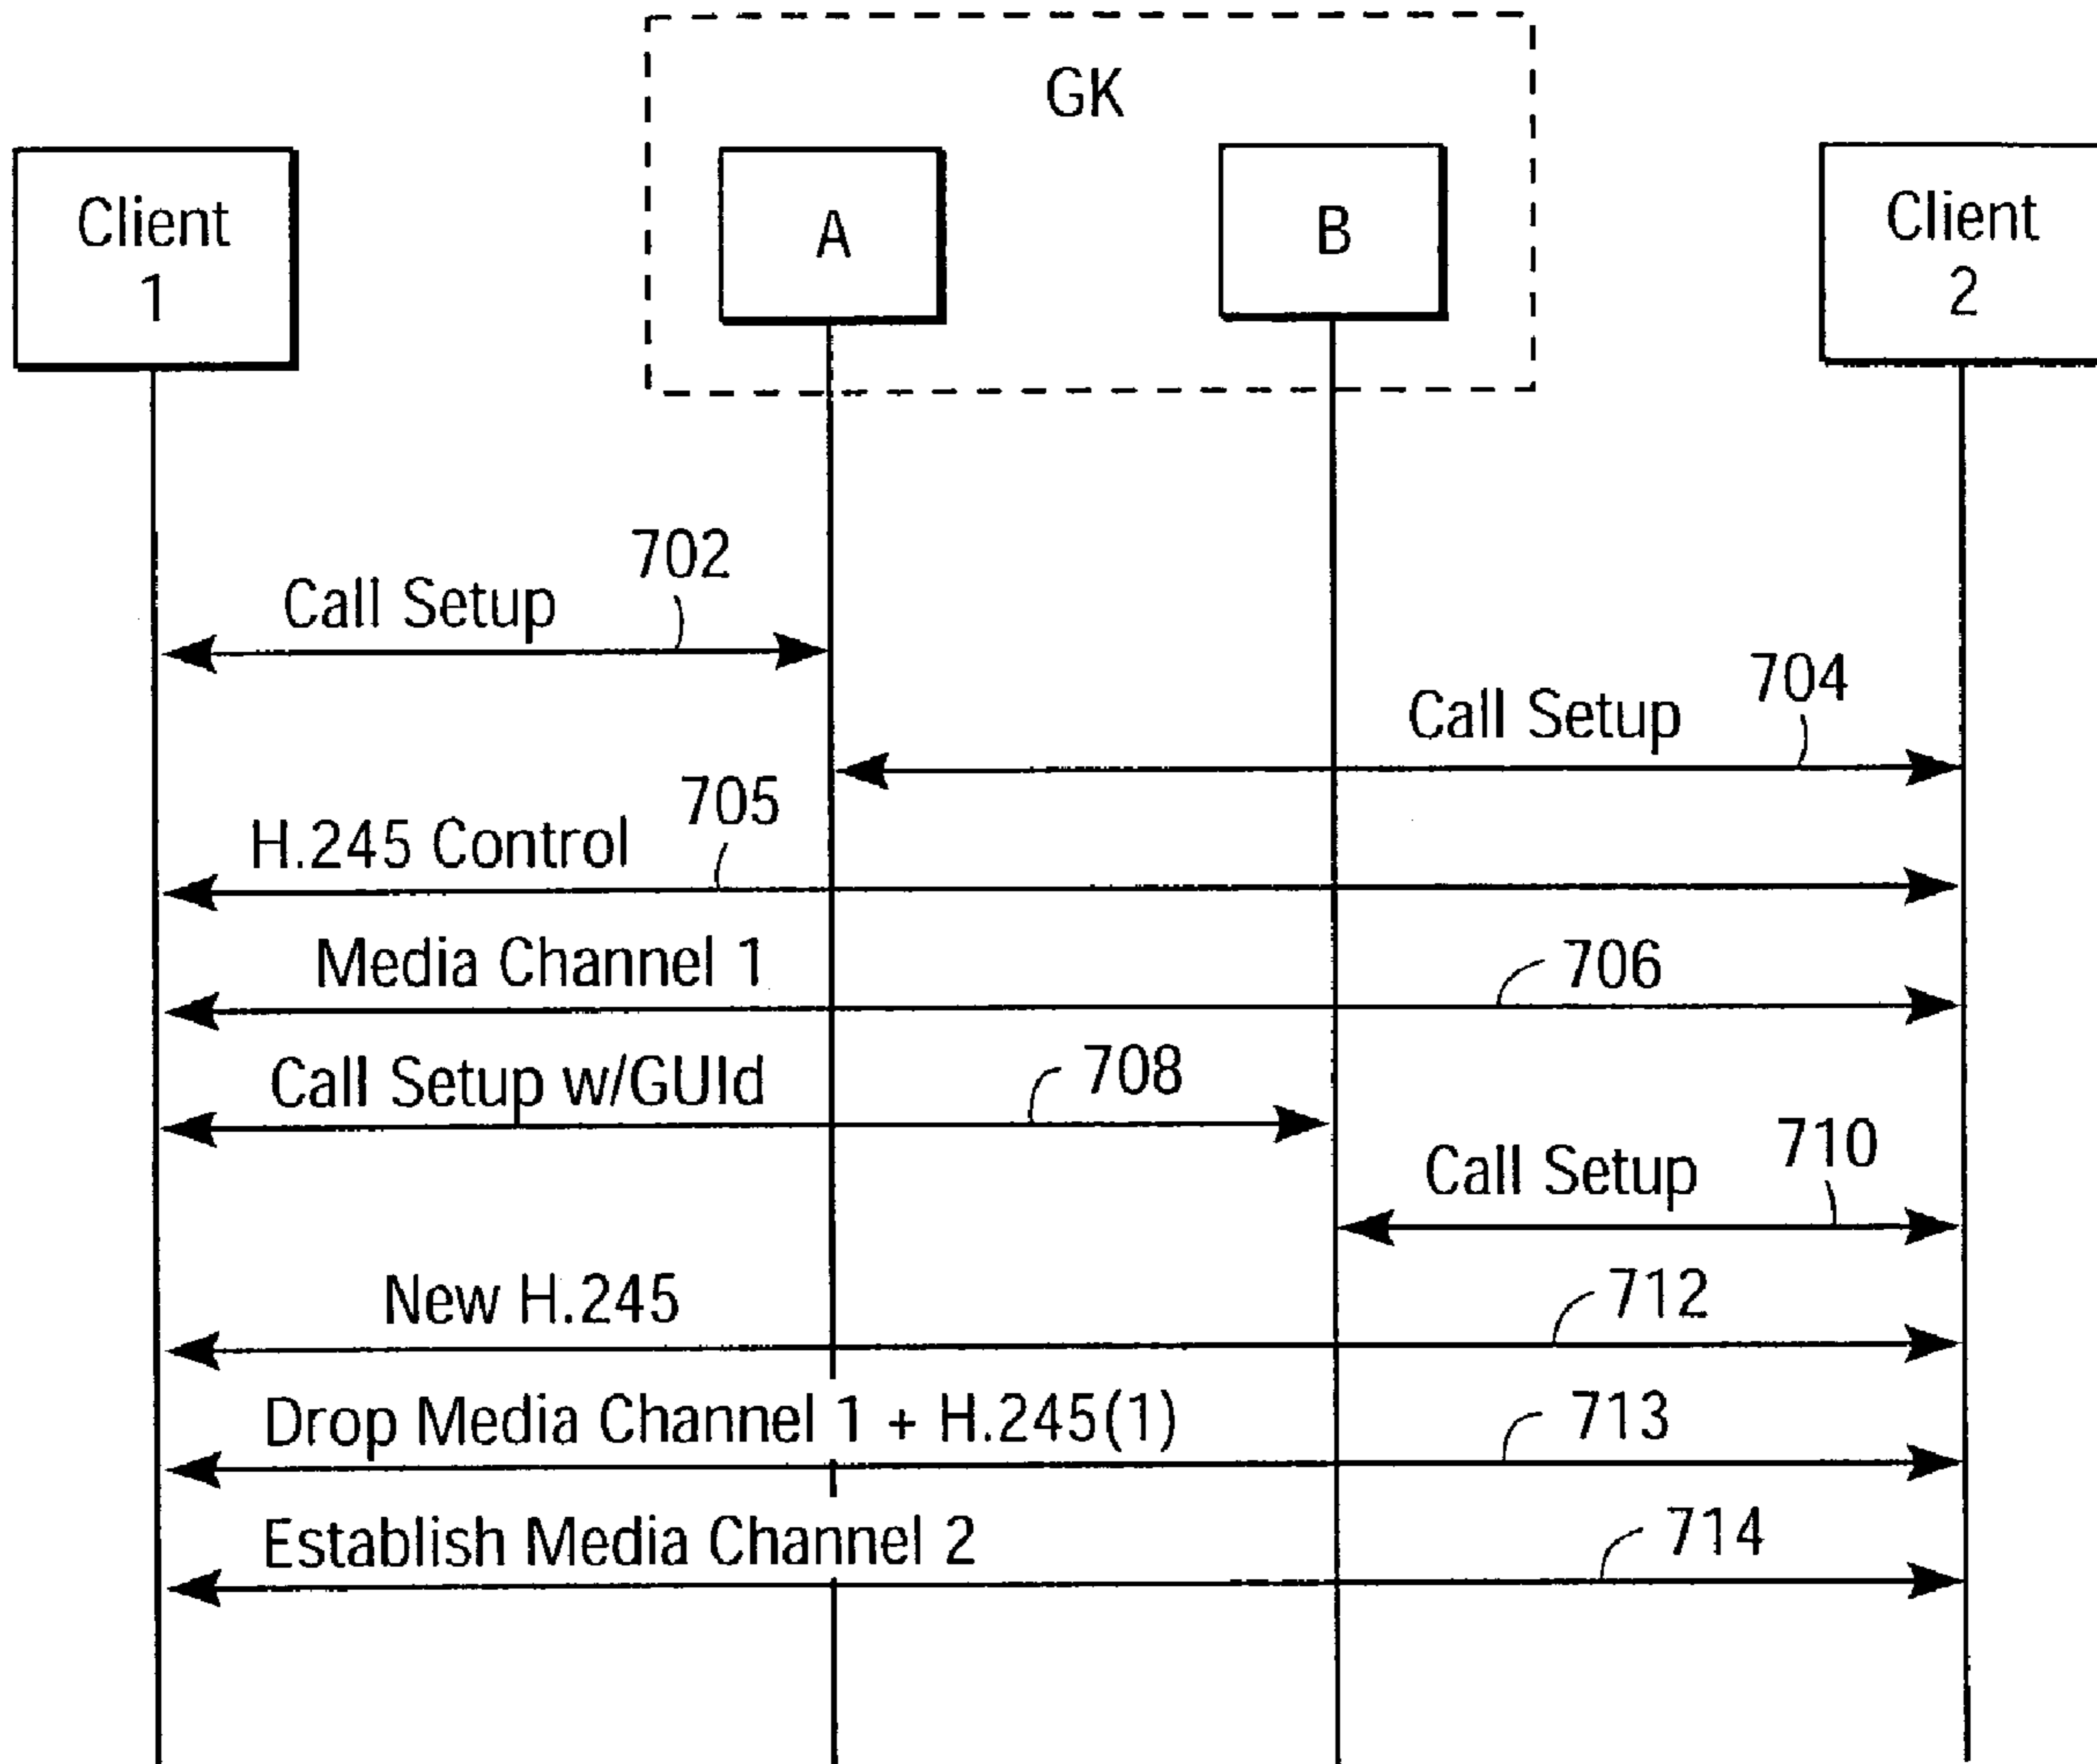 GK
Client
1
A
B
Client
2
702
Call Setup
704
Call Setup
705
H.245 Control
Media Channel 1
706
Call Setup w/GUId
708
710
Call Setup
New H.245
712
Drop Media Channel 1 + H.245(1)
713
Establish Media Channel 2
714